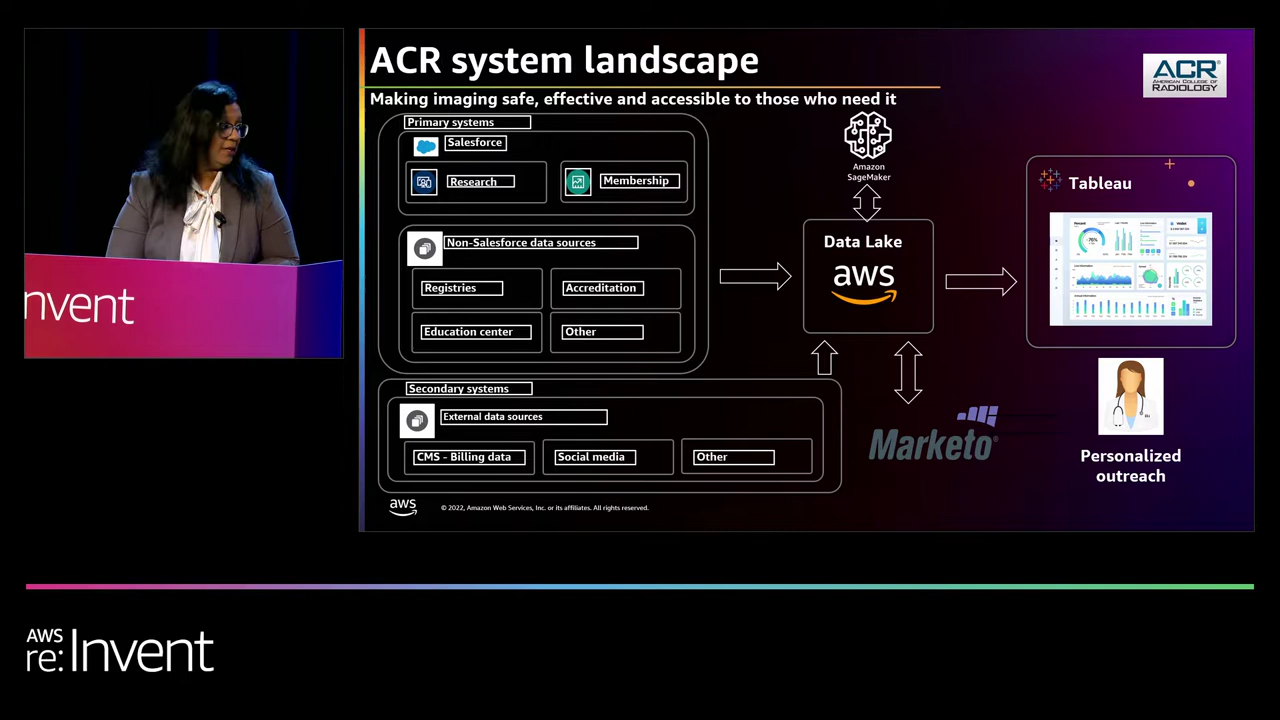 ACR system landscape
Making imaging safe, effective and accessible to those who need it
ACR®
AMERICAN COLLEGE OF
RADIOLOGY
Primary systems
Salesforce
Research
Membership
Non-Salesforce data sources
Registries
Accreditation
Education center
Other
Secondary systems
External data sources
CMS - Billing data
Social media
Other
Amazon
SageMaker
Data Lake
aws
Marketo®
Tableau
Personalized
outreach
aws
© 2022, Amazon Web Services, Inc. or its affiliates. All rights reserved.
nvent
AWS
re:Invent